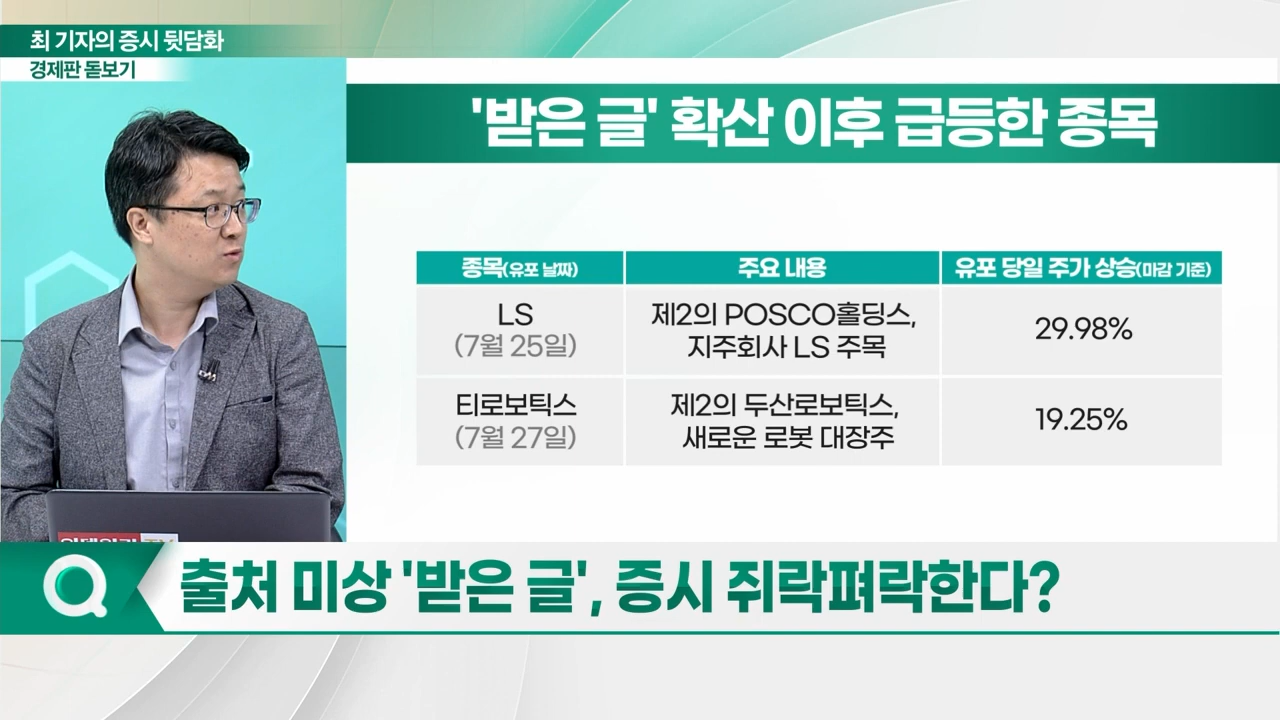 최 기자의 증시 뒷담화
경제판 돋보기
'받은 글' 확산 이후 급등한 종목
종목(유포 날짜) 주요 내용 유포 당일 주가 상승(마감 기준)
LS
(7월 25일)
제2의 POSCO홀딩스,
지주회사 LS 주목
29.98%
티로보틱스
(7월 27일)
제2의 두산로보틱스,
새로운 로봇 대장주
19.25%
출처 미상 '받은 글', 증시 쥐락펴락한다?